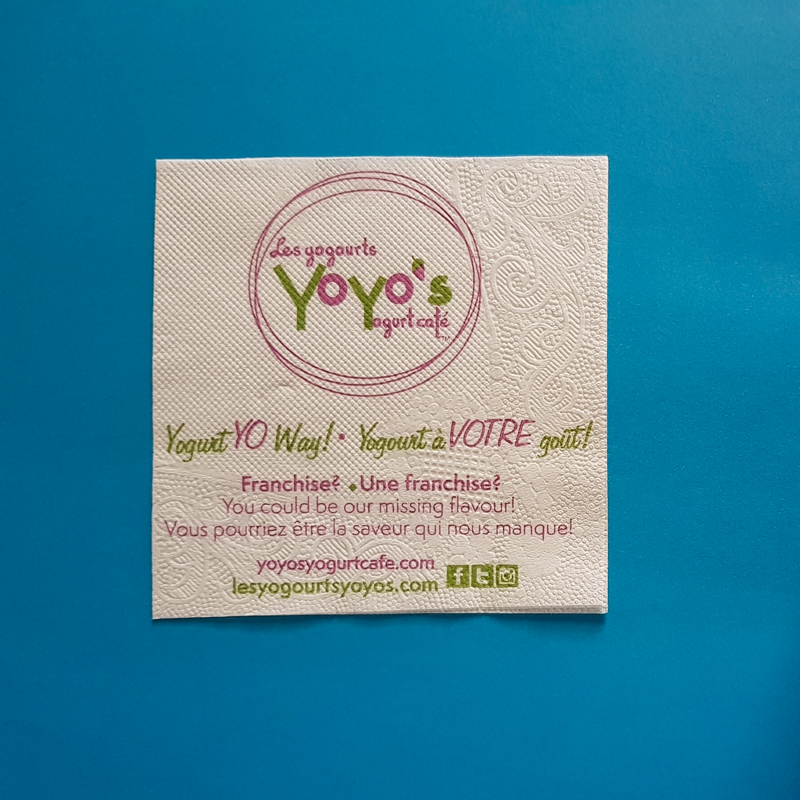 Les yogourts
YoYo's
Yogurt café™
Yogurt YO Way! • Yogourt à VOTRE goût!
Franchise? • Une franchise?
You could be our missing flavour!
Vous pourriez être la saveur qui nous manque!
yoyosyogurtcafe.com
lesyogourtsyoyos.com